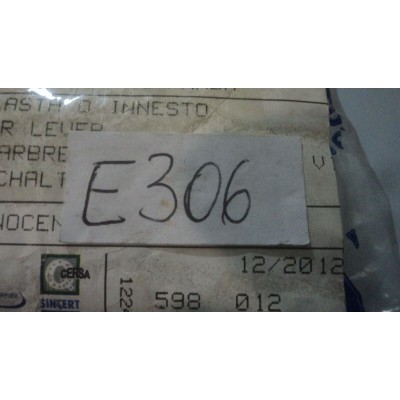 ASTA D INNESTO
R LEVER
ARBRE
CHALT
E306
NOCEN
12/2012
CERSA
SINCERT
598 012
V